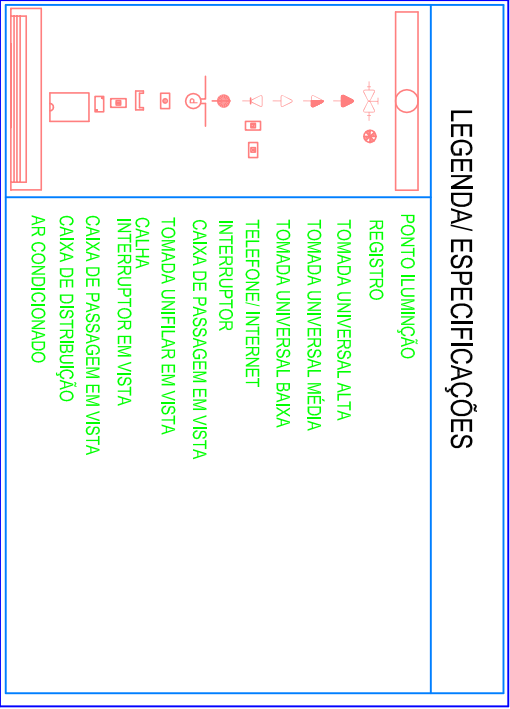 LEGENDA/ ESPECIFICAÇÕES
PONTO ILUMINÇÃO
REGISTRO
TOMADA UNIVERSAL ALTA
TOMADA UNIVERSAL MÉDIA
TOMADA UNIVERSAL BAIXA
TELEFONE/ INTERNET
INTERRUPTOR
CAIXA DE PASSAGEM EM VISTA
TOMADA UNIFILAR EM VISTA
CALHA
INTERRUPTOR EM VISTA
CAIXA DE PASSAGEM EM VISTA
CAIXA DE DISTRIBUIÇÃO
AR CONDICIONADO
P